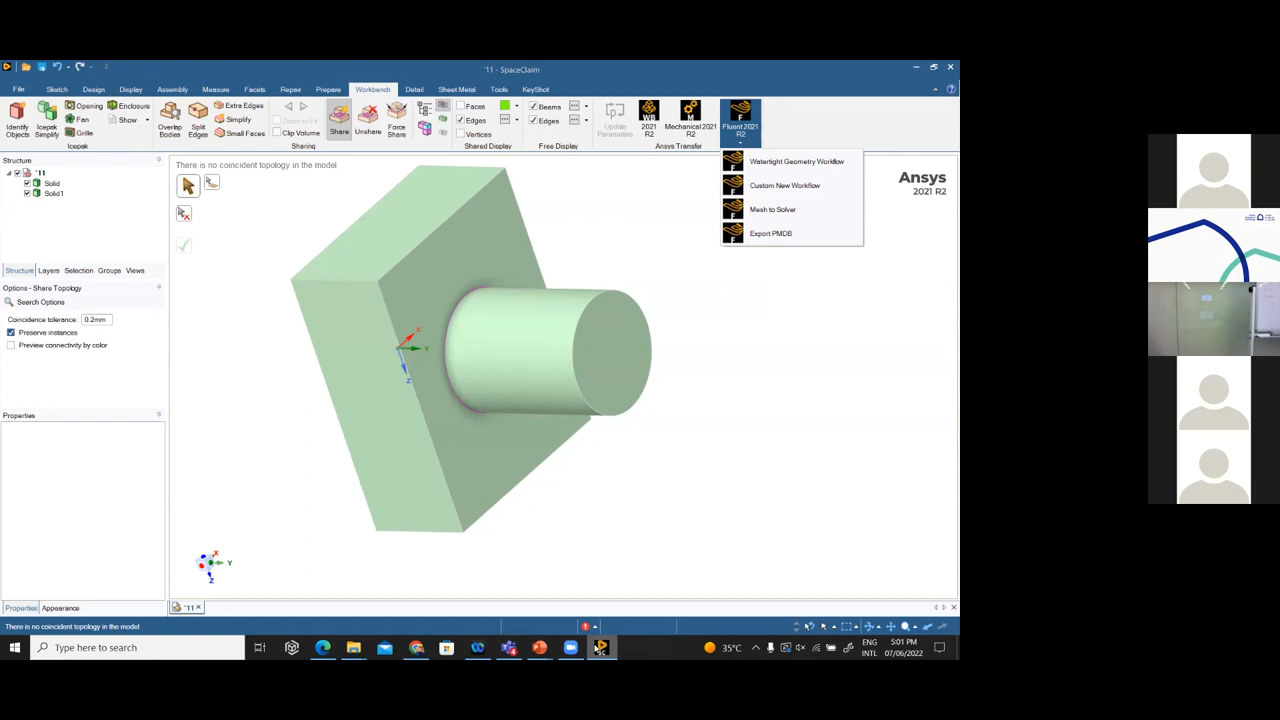 '11 - SpaceClaim
File Sketch Design Display Assembly Measure Facets Repair Prepare Workbench Detail Sheet Metal Tools KeyShot
Identify Objects
Icepak Simplify
Opening
Fan
Grille
Enclosure
Show
Icepak
Overlap Bodies
Split Edges
Extra Edges
Simplify
Small Faces
Zoom to Fit
Clip Volume
Share
Unshare
Force Share
Sharing
Faces
Edges
Vertices
Shared Display
Beams
Edges
Free Display
Update Parameters
WB
2021 R2
M
Mechanical 2021 R2
F
Fluent 2021 R2
Ansys Transfer
F Watertight Geometry Workflow
F Custom New Workflow
F Mesh to Solver
F Export PMDB
Structure
'11
Solid
Solid1
Structure Layers Selection Groups Views
Options - Share Topology
Search Options
Coincidence tolerance: 0.2mm
Preserve instances
Preview connectivity by color
Properties
Properties Appearance
There is no coincident topology in the model
Ansys
2021 R2
X
Y
Z
X
Y
Z
'11
There is no coincident topology in the model
Type here to search
35°C
ENG
INTL
5:01 PM
07/06/2022